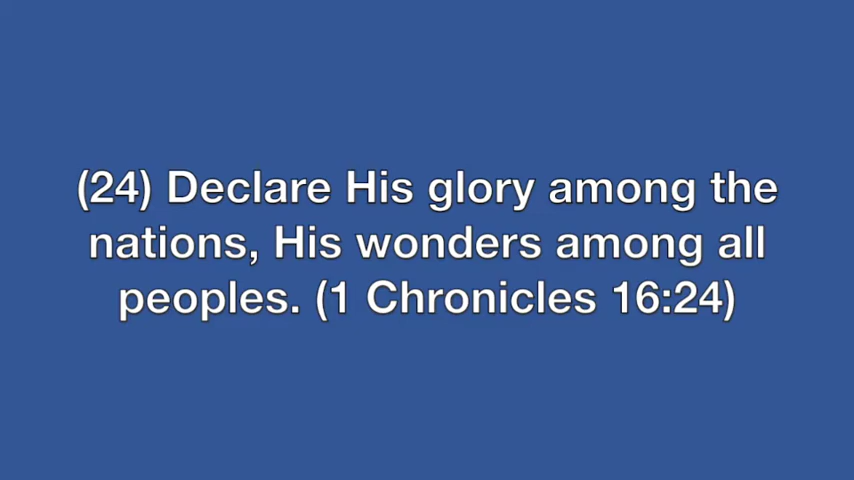 (24) Declare His glory among the
nations, His wonders among all
peoples. (1 Chronicles 16:24)